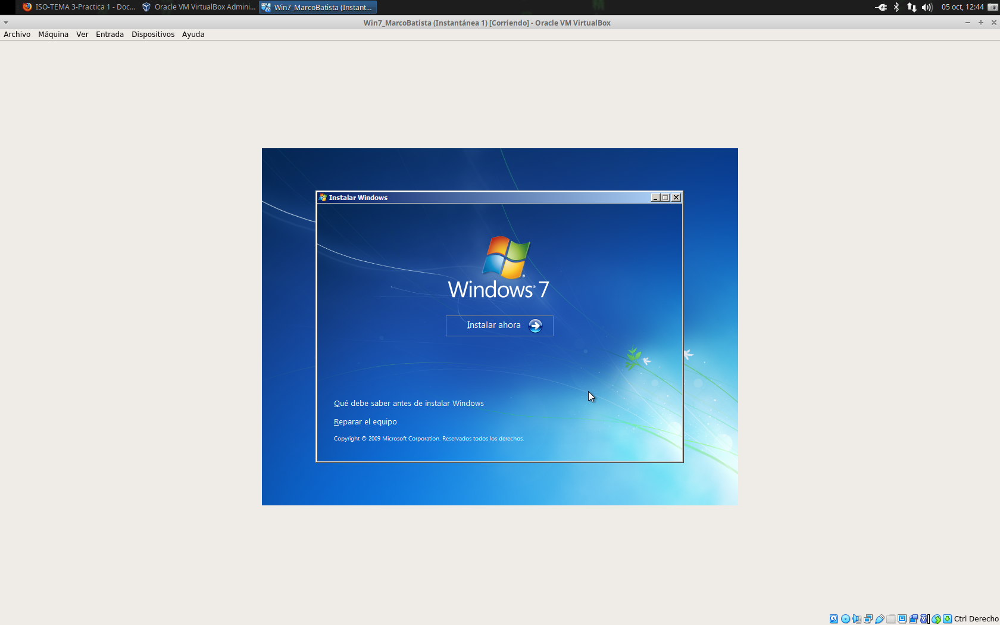 ISO-TEMA 3-Practica 1 - Doc...
Oracle VM VirtualBox Admini...
Win7_MarcoBatista (Instant...
05 oct, 12:44
Win7_MarcoBatista (Instantánea 1) [Corriendo] - Oracle VM VirtualBox
Archivo Máquina Ver Entrada Dispositivos Ayuda
Instalar Windows
Windows® 7
Instalar ahora
Qué debe saber antes de instalar Windows
Reparar el equipo
Copyright © 2009 Microsoft Corporation. Reservados todos los derechos.
Ctrl Derecho